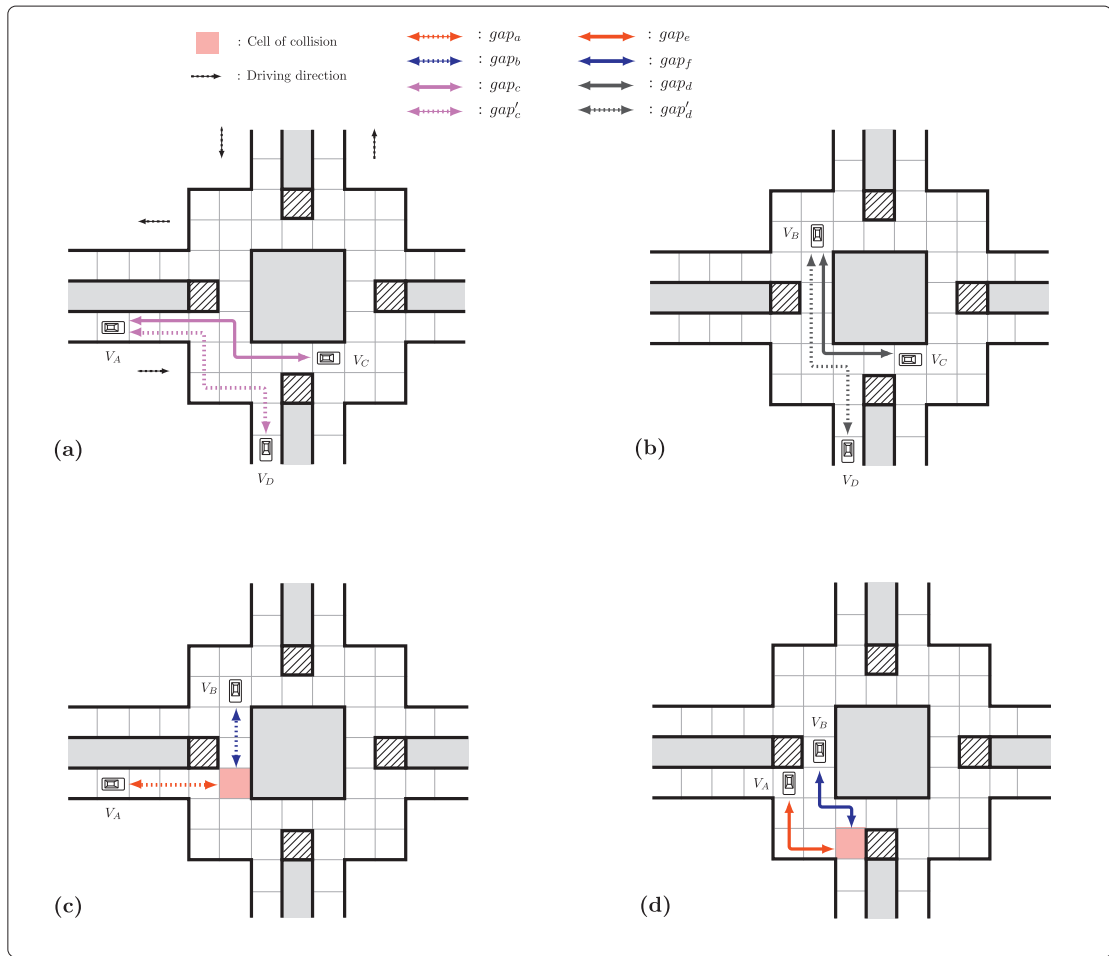 : Cell of collision
: Driving direction
: gap_a
: gap_b
: gap_c
: gap'_c
: gap_e
: gap_f
: gap_d
: gap'_d
V_A
V_C
V_D
(a)
V_B
V_C
V_D
(b)
V_B
V_A
(c)
V_B
V_A
(d)